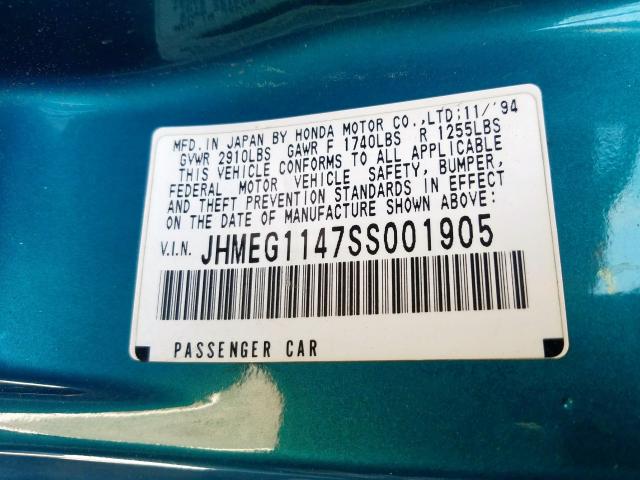 MFD.IN JAPAN BY HONDA MOTOR CO.,LTD;11/'94
GVWR 2910LBS GAWR F 1740LBS R 1255LBS
THIS VEHICLE CONFORMS TO ALL APPLICABLE
FEDERAL MOTOR VEHICLE SAFETY, BUMPER,
AND THEFT PREVENTION STANDARDS IN EFFECT
ON THE DATE OF MANUFACTURE SHOWN ABOVE:
V.I.N. JHMEG1147SS001905
PASSENGER CAR